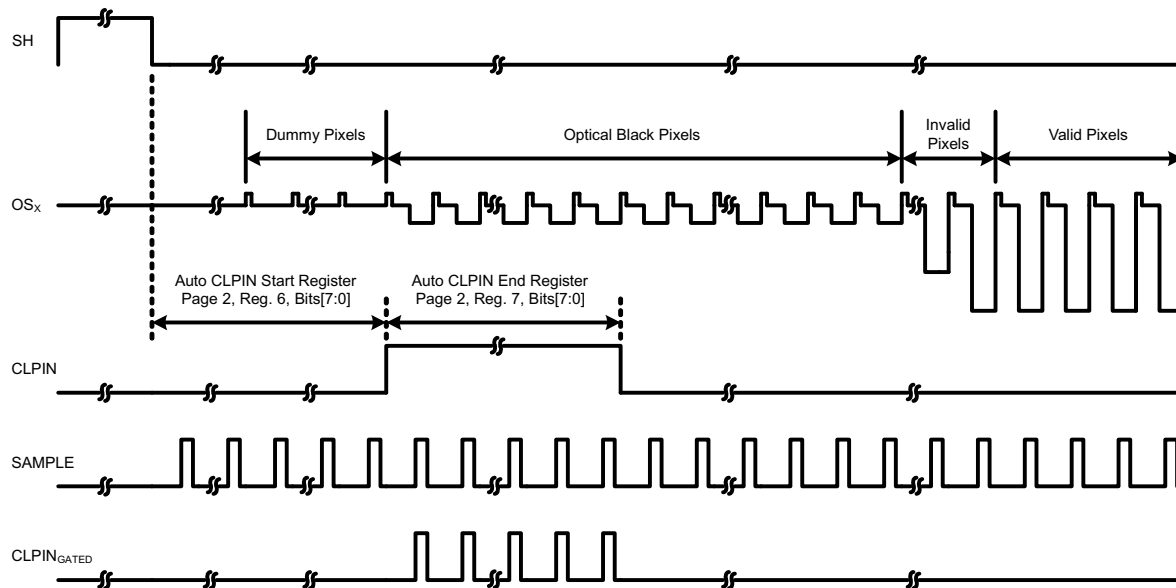 SH
Dummy Pixels
Optical Black Pixels
Invalid
Pixels
Valid Pixels
OSX
Auto CLPIN Start Register
Page 2, Reg. 6, Bits[7:0]
Auto CLPIN End Register
Page 2, Reg. 7, Bits[7:0]
CLPIN
SAMPLE
CLPINGATED